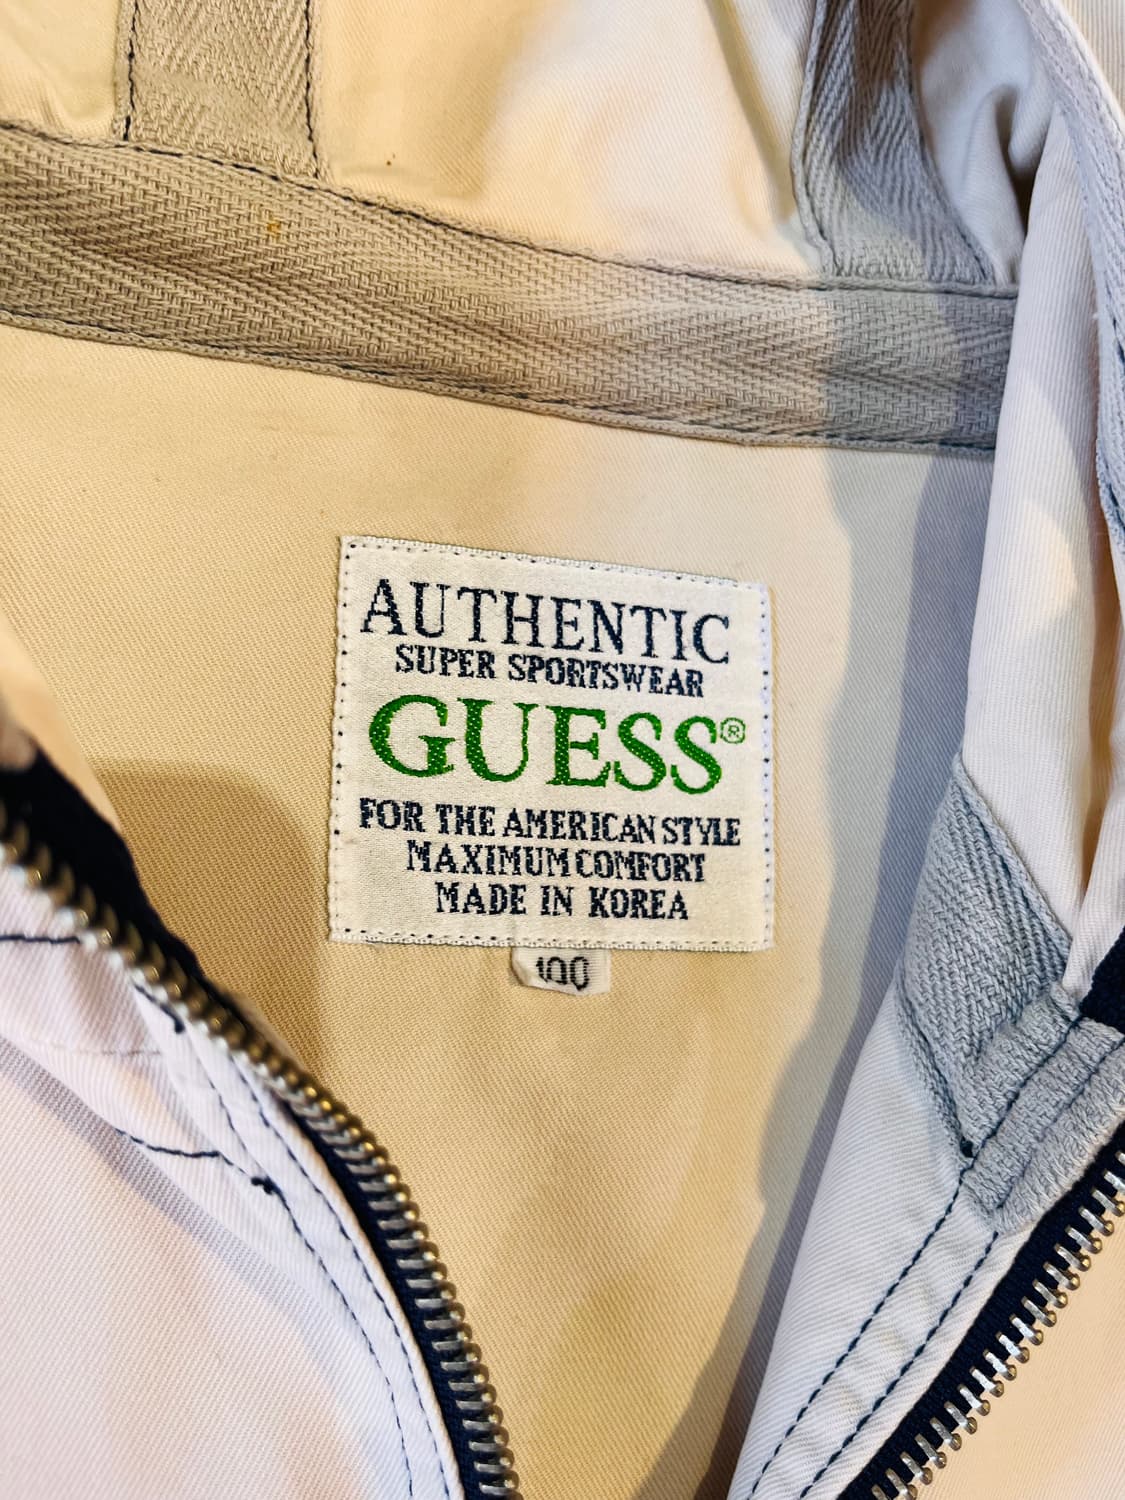 AUTHENTIC
SUPER SPORTSWEAR
GUESS®
FOR THE AMERICAN STYLE
MAXIMUM COMFORT
MADE IN KOREA
100